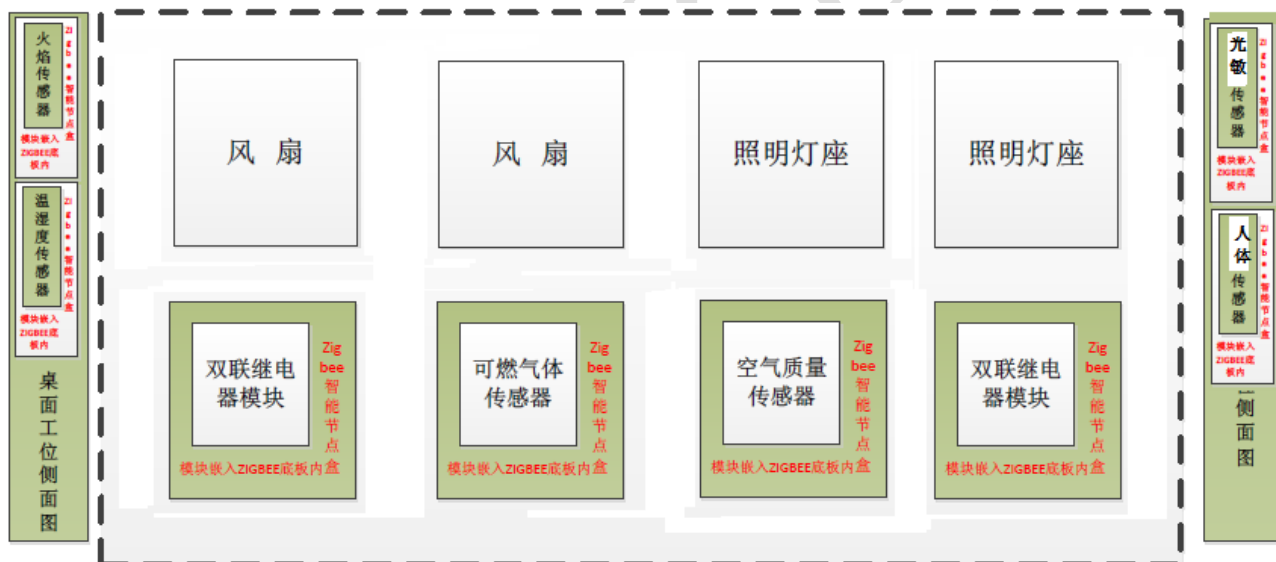 火焰传感器
Zigbee智能节点盒
模块嵌入
ZIGBEE底
板内
温湿度传感器
Zigbee智能节点盒
模块嵌入
ZIGBEE底
板内
桌面工位侧面图
风 扇
风 扇
照明灯座
照明灯座
双联继电
器模块
Zigbee智能节点盒
模块嵌入ZIGBEE底板内
可燃气体
传感器
Zigbee智能节点盒
模块嵌入ZIGBEE底板内
空气质量
传感器
Zigbee智能节点盒
模块嵌入ZIGBEE底板内
双联继电
器模块
Zigbee智能节点盒
模块嵌入ZIGBEE底板内
光敏传感器
Zigbee智能节点盒
模块嵌入
ZIGBEE底
板内
人体传感器
Zigbee智能节点盒
模块嵌入
ZIGBEE底
板内
侧面图